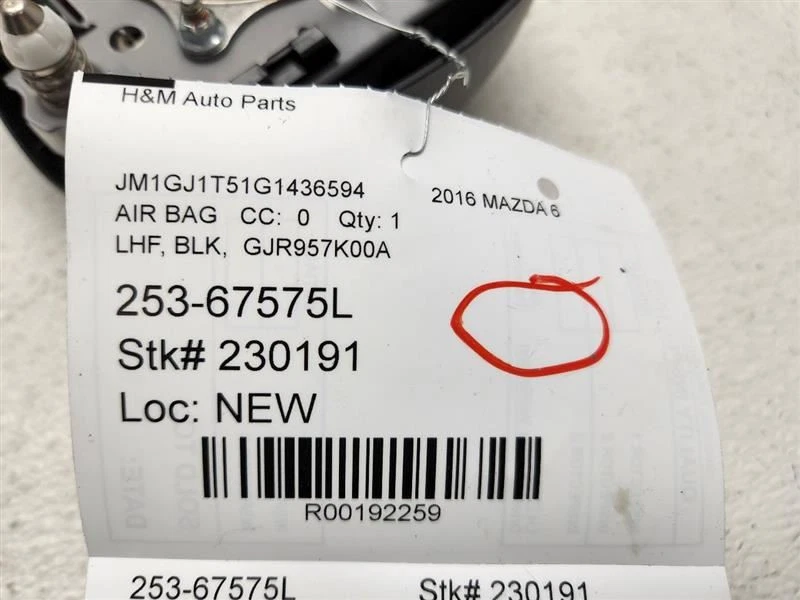 H&M Auto Parts
JM1GJ1T51G1436594
2016 MAZDA 6
AIR BAG CC: 0 Qty: 1
LHF, BLK, GJR957K00A
253-67575L
Stk# 230191
Loc: NEW
R00192259
253-67575L Stk# 230191